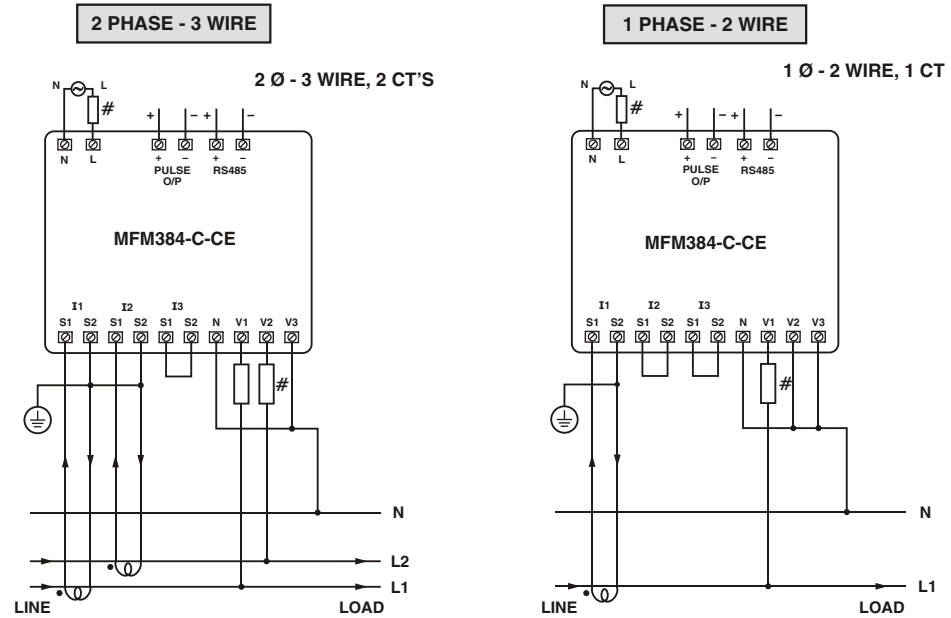 2 PHASE - 3 WIRE
2 Ø - 3 WIRE, 2 CT'S
N L
#
+ - + -
N L + - + -
PULSE O/P RS485
MFM384-C-CE
I1 I2 I3
S1 S2 S1 S2 S1 S2 N V1 V2 V3
#
N
L2
L1
LINE LOAD
1 PHASE - 2 WIRE
1 Ø - 2 WIRE, 1 CT
N L
#
+ - + -
N L + - + -
PULSE O/P RS485
MFM384-C-CE
I1 I2 I3
S1 S2 S1 S2 S1 S2 N V1 V2 V3
#
N
L1
LINE LOAD